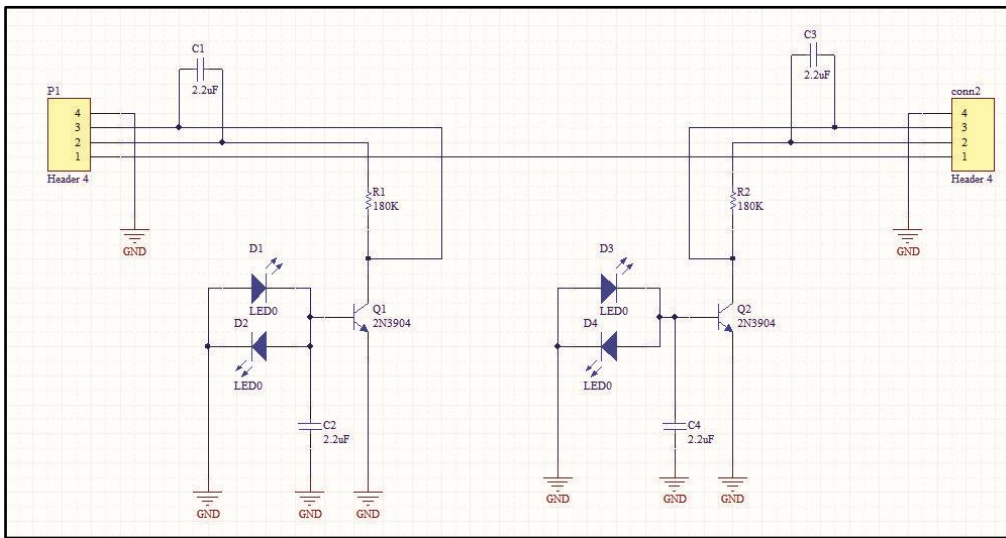 C1
2.2uF
P1
4
3
2
1
Header 4
GND
R1
180K
D1
LED0
D2
LED0
Q1
2N3904
C2
2.2uF
GND
GND
GND
C3
2.2uF
conn2
4
3
2
1
Header 4
GND
R2
180K
D3
LED0
D4
LED0
Q2
2N3904
C4
2.2uF
GND
GND
GND